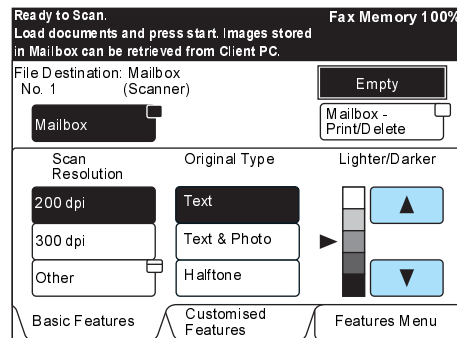 Ready to Scan.
Fax Memory 100%
Load documents and press start. Images stored
in Mailbox can be retrieved from Client PC.
File Destination: Mailbox
No. 1 (Scanner)
Empty
Mailbox
Mailbox -
Print/Delete
Scan
Resolution
Original Type
Lighter/Darker
200 dpi
Text
300 dpi
Text & Photo
Other
Halftone
Basic Features
Customised
Features
Features Menu